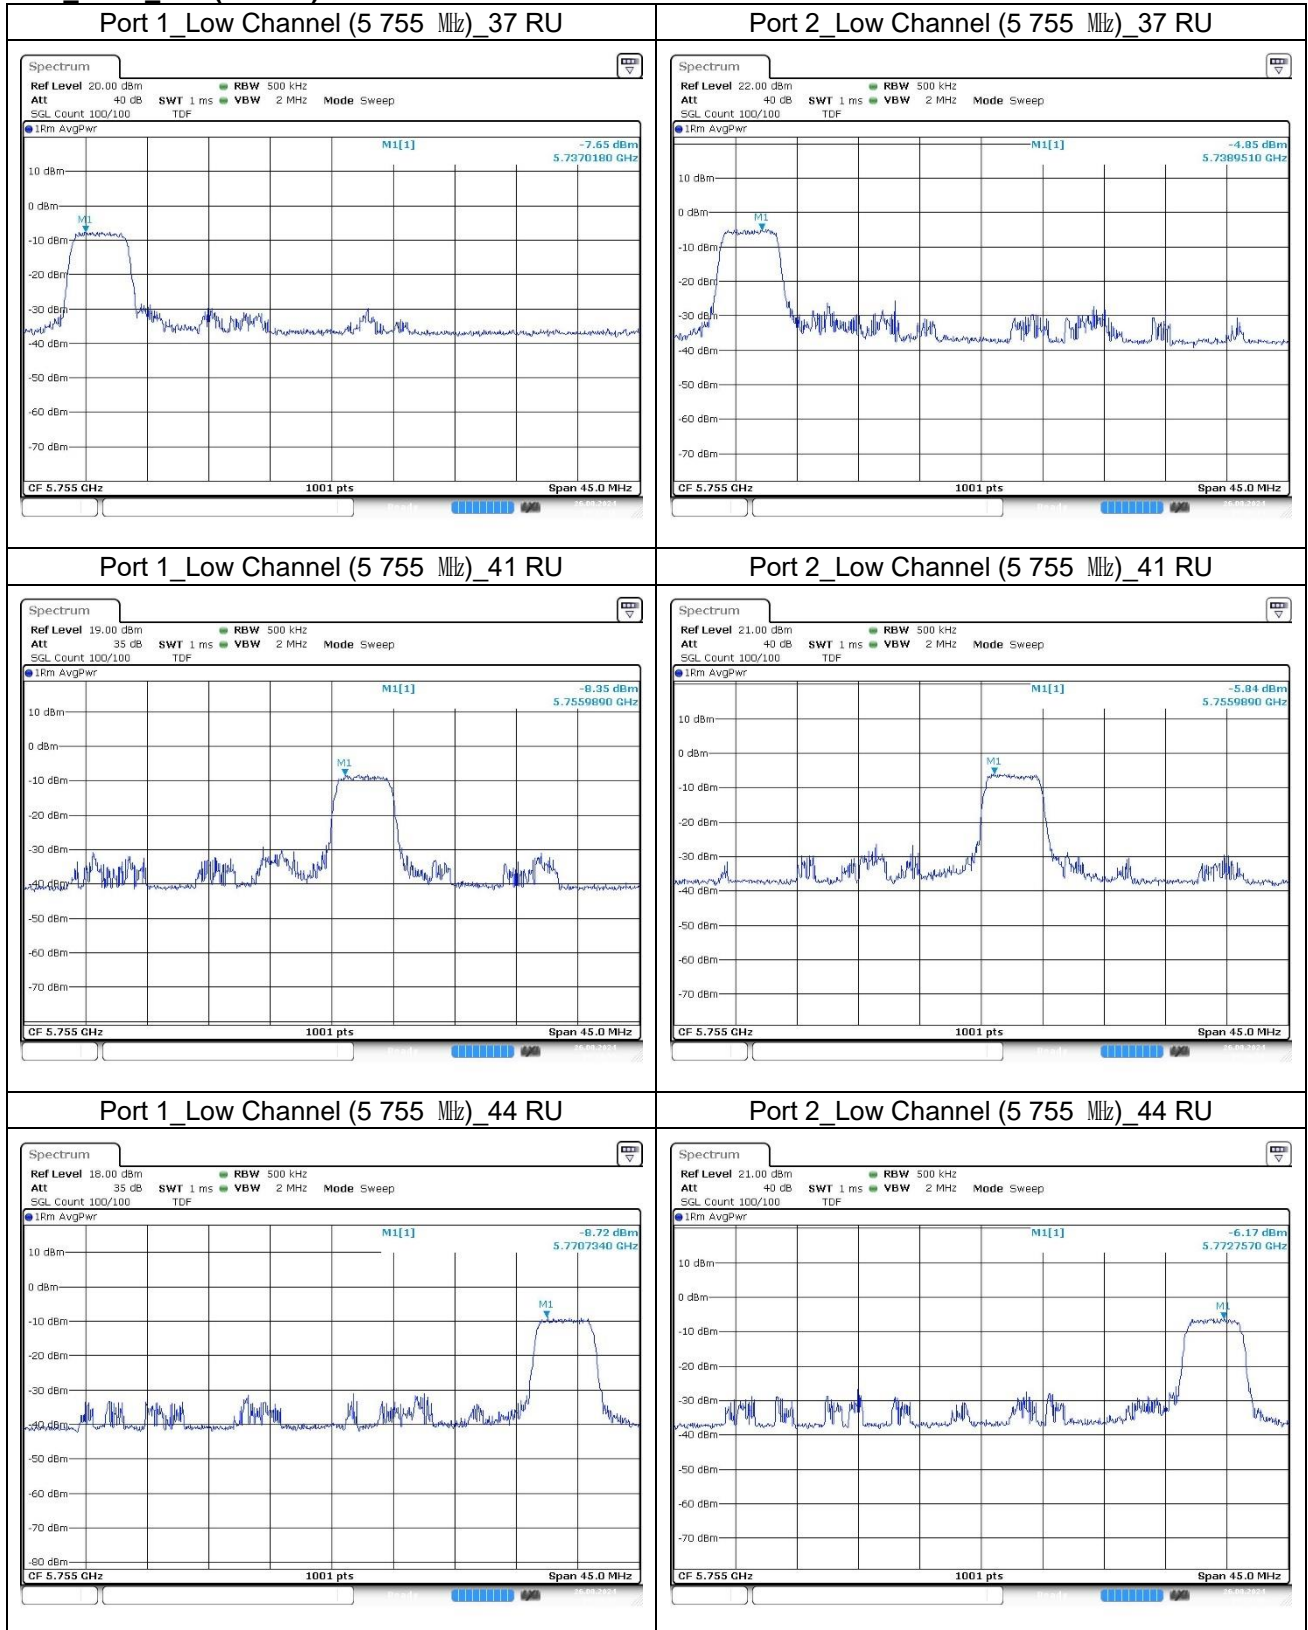 Port 1_Low Channel (5 755 ㎒)_37 RU
Port 2_Low Channel (5 755 ㎒)_37 RU
Spectrum
Ref Level 20.00 dBm RBW 500 kHz
Att 40 dB SWT 1 ms VBW 2 MHz Mode Sweep
SGL Count 100/100 TDF
1Rm AvgPwr
M1[1] -7.65 dBm
5.7370180 GHz
10 dBm
0 dBm
M1
-10 dBm
-20 dBm
-30 dBm
-40 dBm
-50 dBm
-60 dBm
-70 dBm
CF 5.755 GHz 1001 pts Span 45.0 MHz
Spectrum
Ref Level 22.00 dBm RBW 500 kHz
Att 40 dB SWT 1 ms VBW 2 MHz Mode Sweep
SGL Count 100/100 TDF
1Rm AvgPwr
M1[1] -4.85 dBm
5.7389510 GHz
10 dBm
0 dBm
M1
-10 dBm
-20 dBm
-30 dBm
-40 dBm
-50 dBm
-60 dBm
-70 dBm
CF 5.755 GHz 1001 pts Span 45.0 MHz
Port 1_Low Channel (5 755 ㎒)_41 RU
Port 2_Low Channel (5 755 ㎒)_41 RU
Spectrum
Ref Level 19.00 dBm RBW 500 kHz
Att 35 dB SWT 1 ms VBW 2 MHz Mode Sweep
SGL Count 100/100 TDF
1Rm AvgPwr
M1[1] -8.35 dBm
5.7559890 GHz
10 dBm
0 dBm
M1
-10 dBm
-20 dBm
-30 dBm
-40 dBm
-50 dBm
-60 dBm
-70 dBm
CF 5.755 GHz 1001 pts Span 45.0 MHz
Spectrum
Ref Level 21.00 dBm RBW 500 kHz
Att 40 dB SWT 1 ms VBW 2 MHz Mode Sweep
SGL Count 100/100 TDF
1Rm AvgPwr
M1[1] -5.84 dBm
5.7559890 GHz
10 dBm
0 dBm
M1
-10 dBm
-20 dBm
-30 dBm
-40 dBm
-50 dBm
-60 dBm
-70 dBm
CF 5.755 GHz 1001 pts Span 45.0 MHz
Port 1_Low Channel (5 755 ㎒)_44 RU
Port 2_Low Channel (5 755 ㎒)_44 RU
Spectrum
Ref Level 18.00 dBm RBW 500 kHz
Att 35 dB SWT 1 ms VBW 2 MHz Mode Sweep
SGL Count 100/100 TDF
1Rm AvgPwr
M1[1] -8.72 dBm
5.7707340 GHz
10 dBm
0 dBm
M1
-10 dBm
-20 dBm
-30 dBm
-40 dBm
-50 dBm
-60 dBm
-70 dBm
-80 dBm
CF 5.755 GHz 1001 pts Span 45.0 MHz
Spectrum
Ref Level 21.00 dBm RBW 500 kHz
Att 40 dB SWT 1 ms VBW 2 MHz Mode Sweep
SGL Count 100/100 TDF
1Rm AvgPwr
M1[1] -6.17 dBm
5.7727570 GHz
10 dBm
0 dBm
M1
-10 dBm
-20 dBm
-30 dBm
-40 dBm
-50 dBm
-60 dBm
-70 dBm
CF 5.755 GHz 1001 pts Span 45.0 MHz